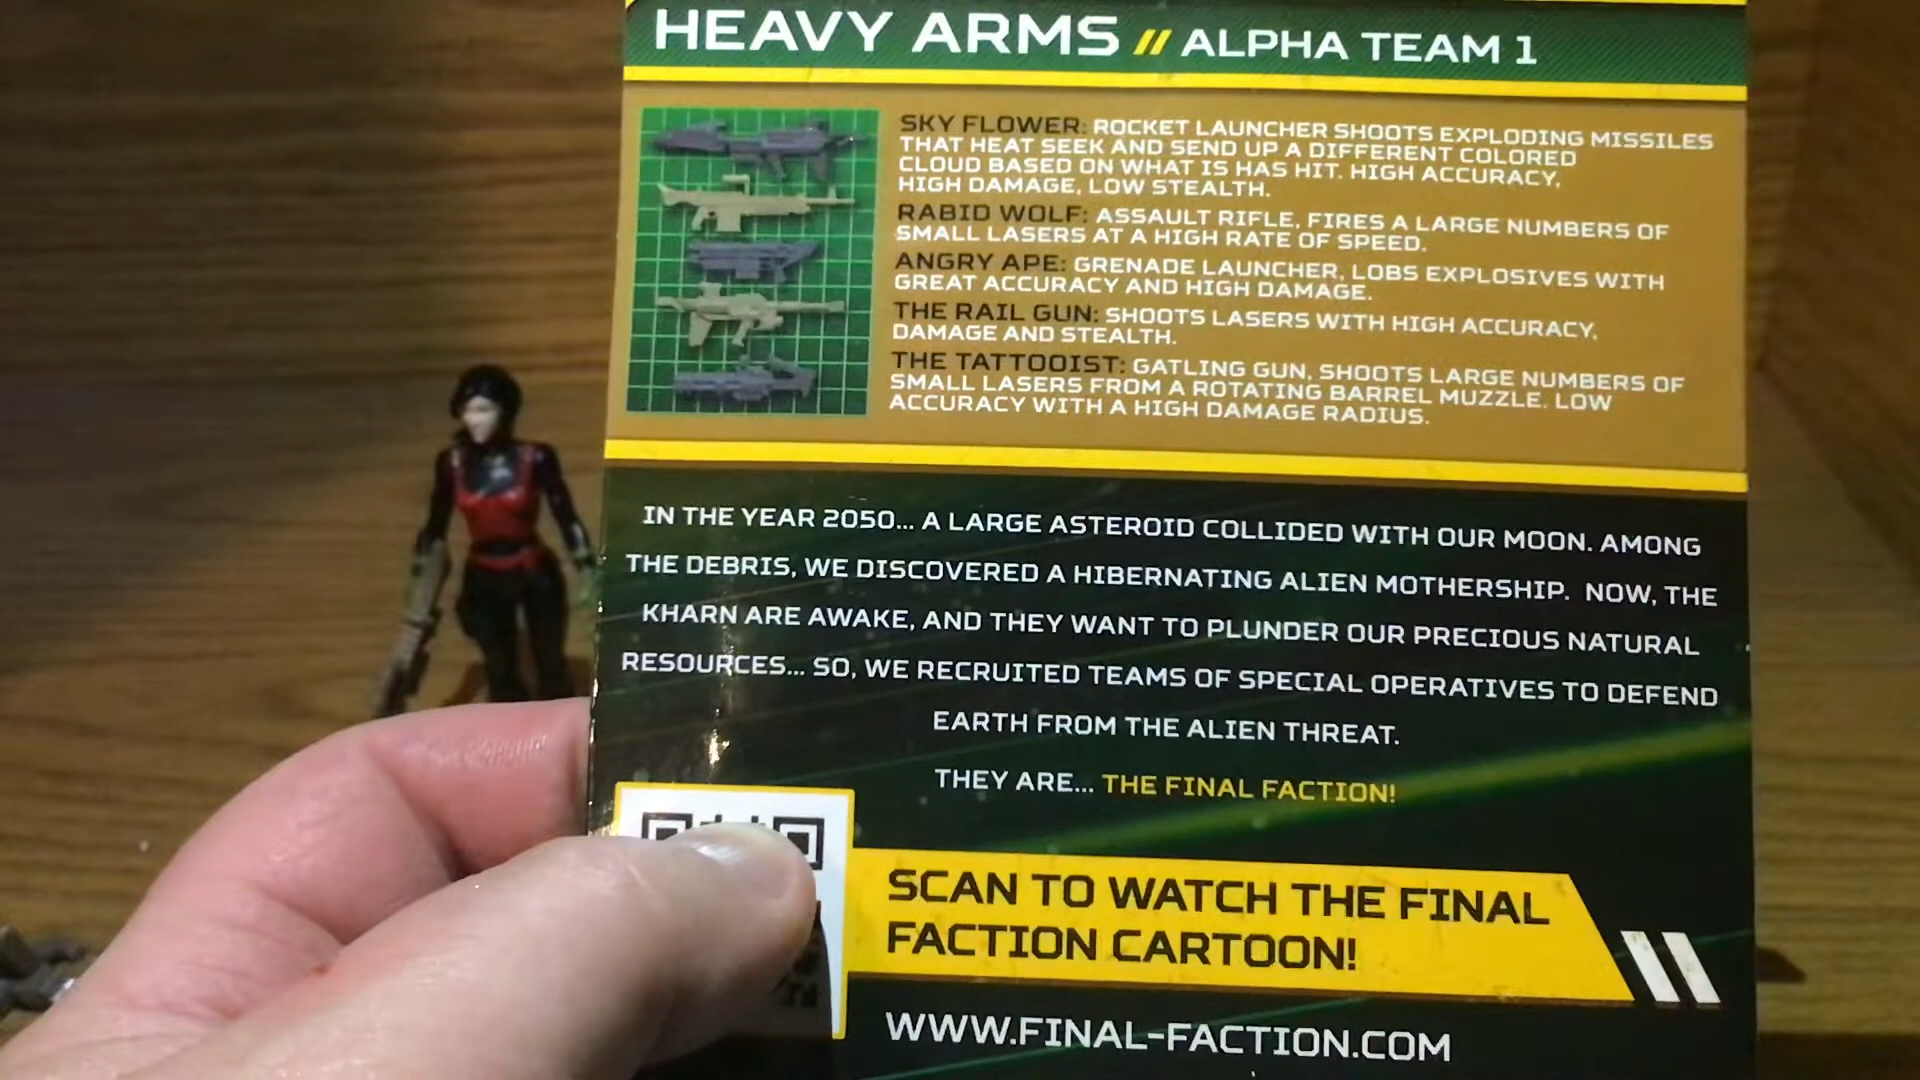 HEAVY ARMS // ALPHA TEAM 1
SKY FLOWER: ROCKET LAUNCHER SHOOTS EXPLODING MISSILES
THAT HEAT SEEK AND SEND UP A DIFFERENT COLORED
CLOUD BASED ON WHAT IS HAS HIT. HIGH ACCURACY,
HIGH DAMAGE, LOW STEALTH.
RABID WOLF: ASSAULT RIFLE, FIRES A LARGE NUMBERS OF
SMALL LASERS AT A HIGH RATE OF SPEED.
ANGRY APE: GRENADE LAUNCHER, LOBS EXPLOSIVES WITH
GREAT ACCURACY AND HIGH DAMAGE.
THE RAIL GUN: SHOOTS LASERS WITH HIGH ACCURACY,
DAMAGE AND STEALTH.
THE TATTOOIST: GATLING GUN, SHOOTS LARGE NUMBERS OF
SMALL LASERS FROM A ROTATING BARREL MUZZLE. LOW
ACCURACY WITH A HIGH DAMAGE RADIUS.
IN THE YEAR 2050... A LARGE ASTEROID COLLIDED WITH OUR MOON. AMONG
THE DEBRIS, WE DISCOVERED A HIBERNATING ALIEN MOTHERSHIP. NOW, THE
KHARN ARE AWAKE, AND THEY WANT TO PLUNDER OUR PRECIOUS NATURAL
RESOURCES... SO, WE RECRUITED TEAMS OF SPECIAL OPERATIVES TO DEFEND
EARTH FROM THE ALIEN THREAT.
THEY ARE... THE FINAL FACTION!
SCAN TO WATCH THE FINAL
FACTION CARTOON!
WWW.FINAL-FACTION.COM